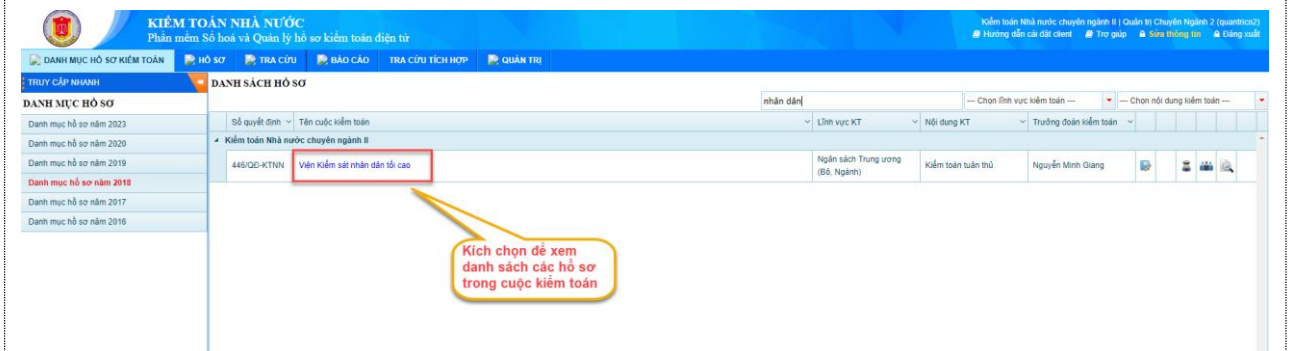 KIỂM TOÁN NHÀ NƯỚC
Phần mềm Số hoá và Quản lý hồ sơ kiểm toán điện tử
Kiểm toán Nhà nước chuyên ngành II | Quản trị Chuyên Ngành 2 (quantricn2)
Hướng dẫn cài đặt client Trợ giúp Sửa thông tin Đăng xuất
DANH MỤC HỒ SƠ KIỂM TOÁN HỒ SƠ TRA CỨU BÁO CÁO TRA CỨU TÍCH HỢP QUẢN TRỊ
TRUY CẬP NHANH
DANH MỤC HỒ SƠ
Danh mục hồ sơ năm 2023
Danh mục hồ sơ năm 2020
Danh mục hồ sơ năm 2019
Danh mục hồ sơ năm 2018
Danh mục hồ sơ năm 2017
Danh mục hồ sơ năm 2016
DANH SÁCH HỒ SƠ
nhân dân --- Chọn lĩnh vực kiểm toán --- --- Chọn nội dung kiểm toán ---
Số quyết định Tên cuộc kiểm toán Lĩnh vực KT Nội dung KT Trưởng đoàn kiểm toán
Kiểm toán Nhà nước chuyên ngành II
446/QĐ-KTNN Viện Kiểm sát nhân dân tối cao Ngân sách Trung ương Kiểm toán tuân thủ Nguyễn Minh Giang
(Bộ, Ngành)
Kích chọn để xem
danh sách các hồ sơ
trong cuộc kiểm toán